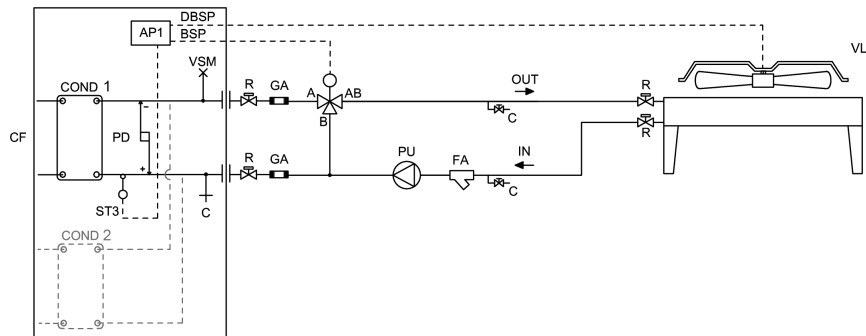 DBSP
AP1
BSP
VSM
VL
COND 1
R
GA
A
AB
OUT
R
B
C
CF
PD
R
-
+
R
GA
PU
FA
IN
C
ST3
C
COND 2